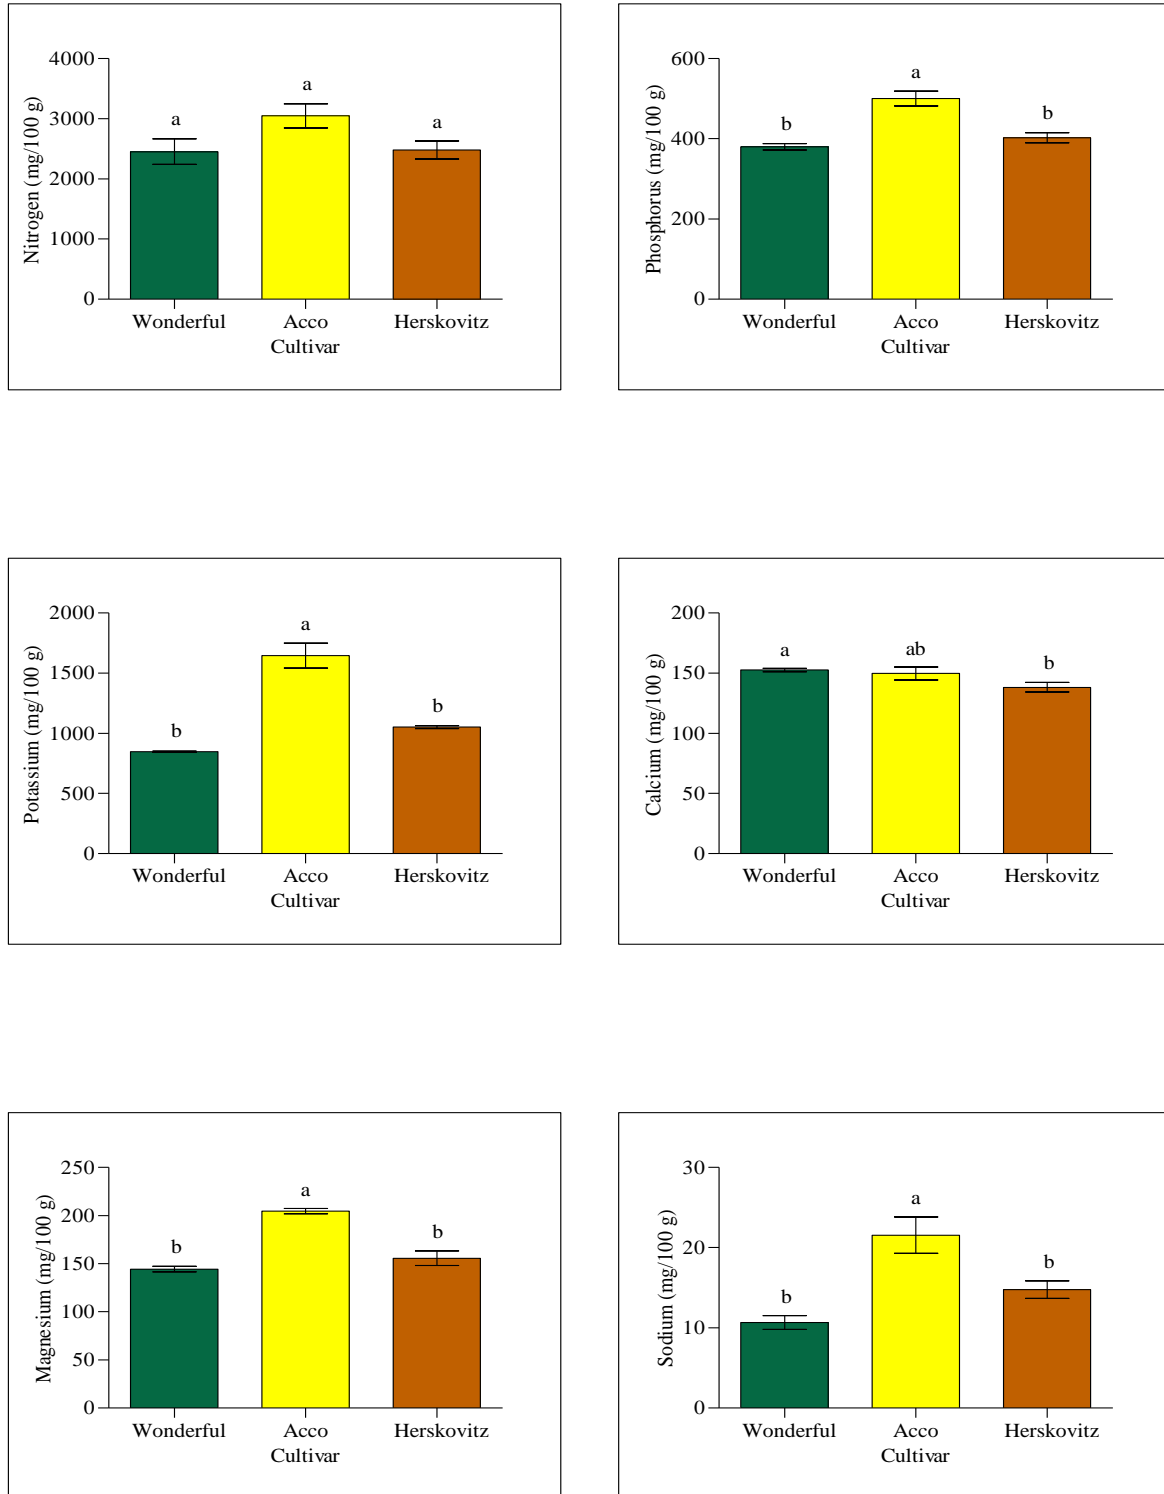 Nitrogen (mg/100 g)
4000
3000
2000
1000
0
a
a
a
Wonderful Acco Herskovitz
Cultivar
Phosphorus (mg/100 g)
600
400
200
0
b
a
b
Wonderful Acco Herskovitz
Cultivar
Potassium (mg/100 g)
2000
1500
1000
500
0
b
a
b
Wonderful Acco Herskovitz
Cultivar
Calcium (mg/100 g)
200
150
100
50
0
a
ab
b
Wonderful Acco Herskovitz
Cultivar
Magnesium (mg/100 g)
250
200
150
100
50
0
b
a
b
Wonderful Acco Herskovitz
Cultivar
Sodium (mg/100 g)
30
20
10
0
b
a
b
Wonderful Acco Herskovitz
Cultivar